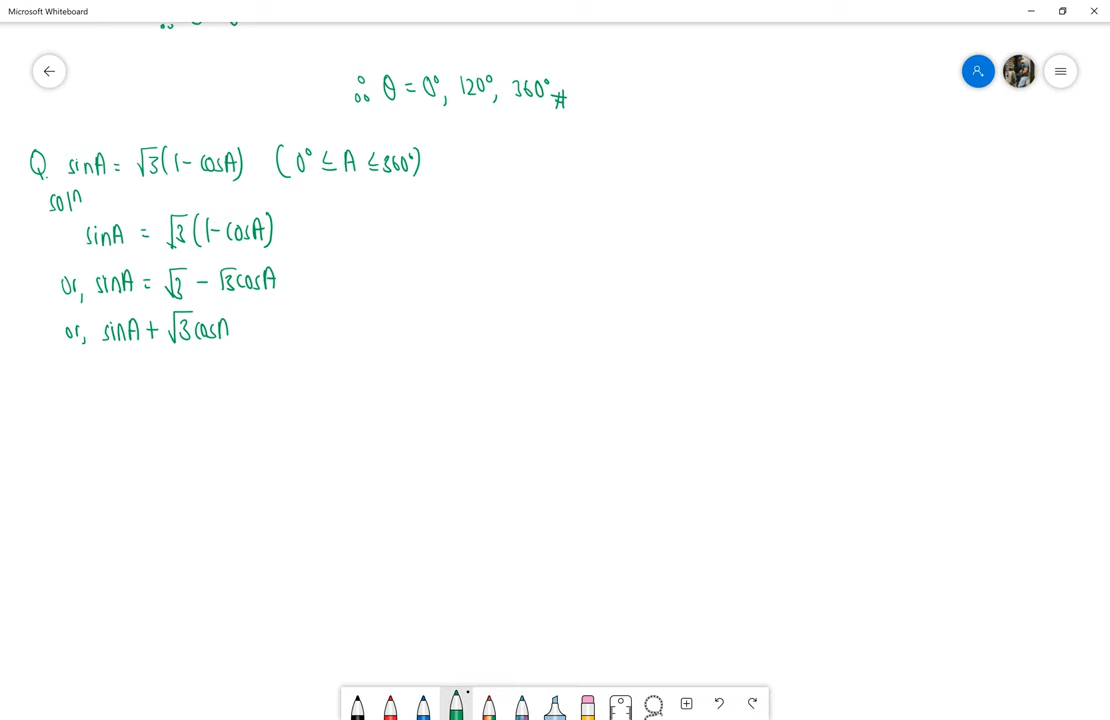 Microsoft Whiteboard
∴ θ = 0°, 120°, 360° #
Q. sinA = √3(1 - cosA) (0° ≤ A ≤ 360°)
soln
sinA = √3(1 - cosA)
or, sinA = √3 - √3cosA
or, sinA + √3cosA